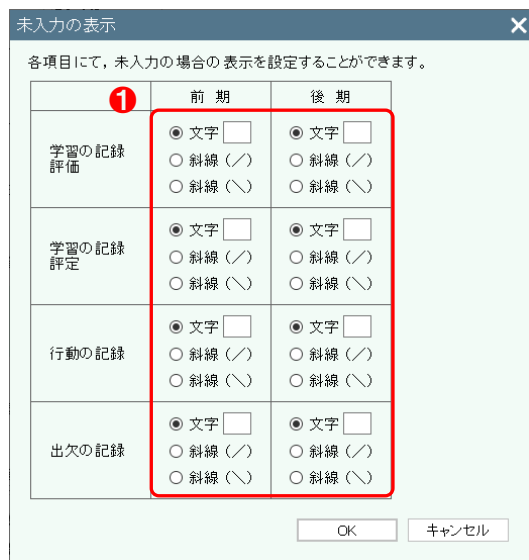 未入力の表示
各項目にて，未入力の場合の表示を設定することができます。
1 前 期 後 期
学習の記録
評価
文字 文字
斜線（／） 斜線（／）
斜線（＼） 斜線（＼）
学習の記録
評定
文字 文字
斜線（／） 斜線（／）
斜線（＼） 斜線（＼）
行動の記録
文字 文字
斜線（／） 斜線（／）
斜線（＼） 斜線（＼）
出欠の記録
文字 文字
斜線（／） 斜線（／）
斜線（＼） 斜線（＼）
OK キャンセル